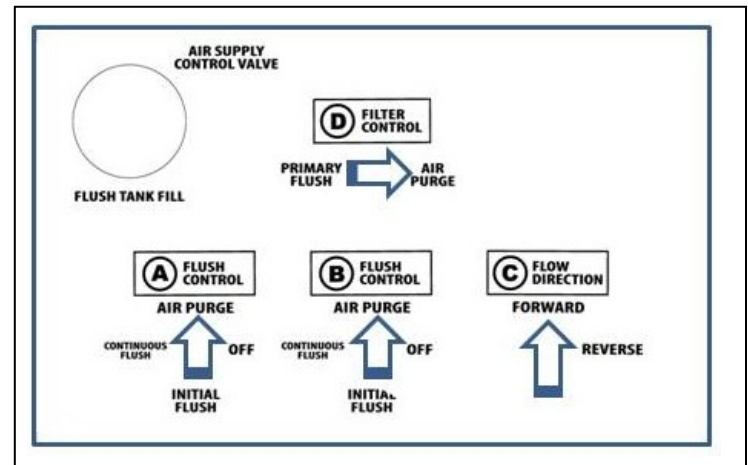 AIR SUPPLY
CONTROL VALVE
FLUSH TANK FILL
D FILTER
CONTROL
PRIMARY
FLUSH
AIR
PURGE
A FLUSH
CONTROL
AIR PURGE
CONTINUOUS
FLUSH
OFF
INITIAL
FLUSH
B FLUSH
CONTROL
AIR PURGE
CONTINUOUS
FLUSH
OFF
INITIAL
FLUSH
C FLOW
DIRECTION
FORWARD
REVERSE